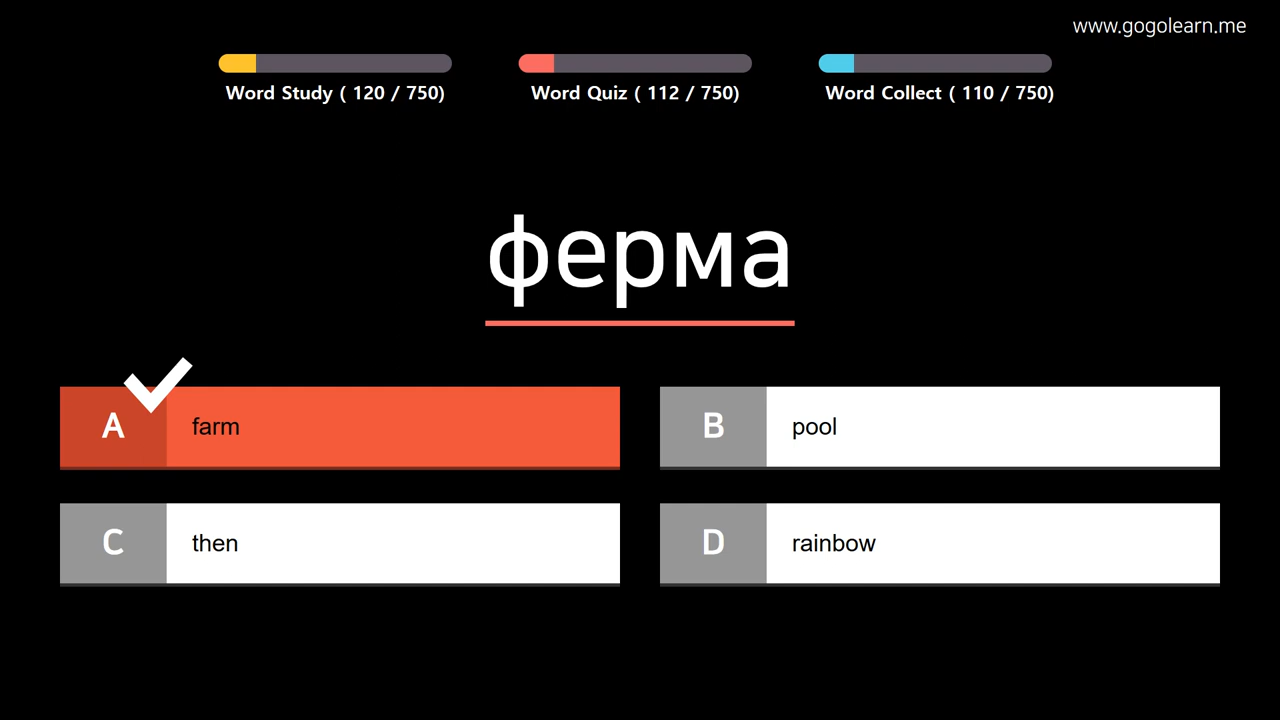 www.gogolearn.me
Word Study ( 120 / 750)
Word Quiz ( 112 / 750)
Word Collect ( 110 / 750)
ферма
A farm
B pool
C then
D rainbow